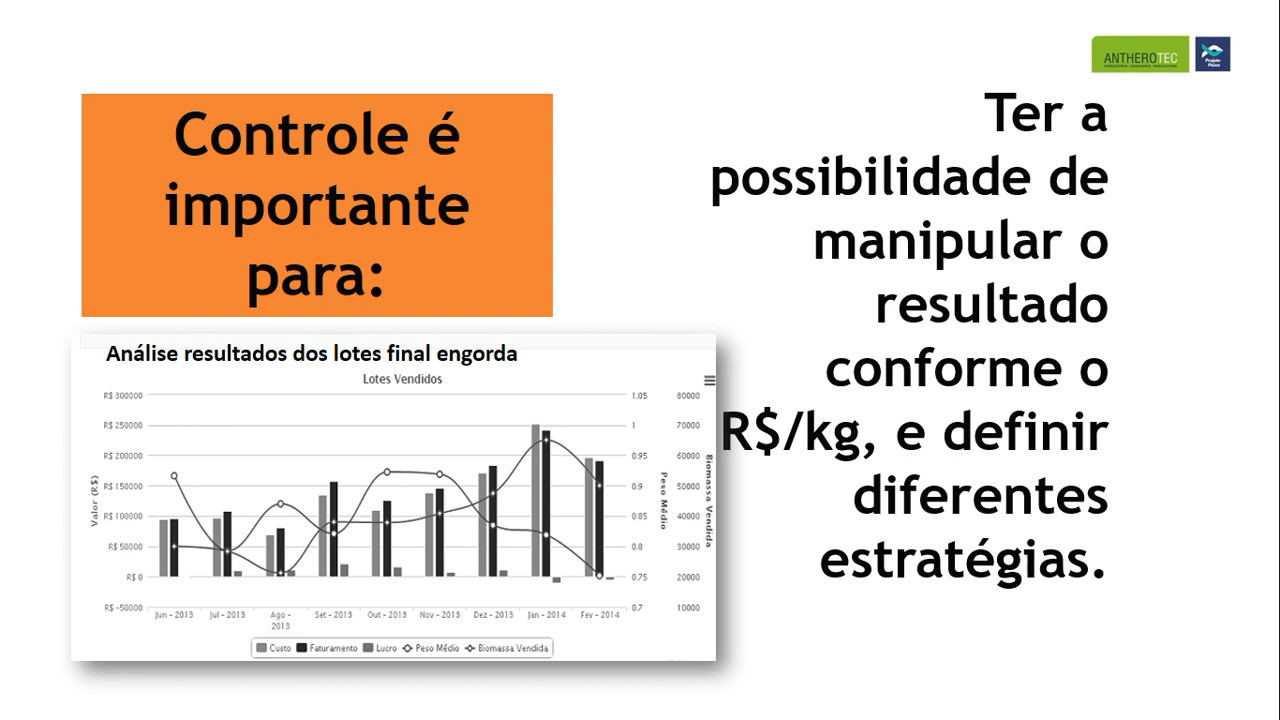 ANTHEROTEC
Projeto
Peixe
Controle é
importante
para:
Ter a
possibilidade de
manipular o
resultado
conforme o
R$/kg, e definir
diferentes
estratégias.
Análise resultados dos lotes final engorda
Lotes Vendidos
R$ 300000
R$ 250000
R$ 200000
R$ 150000
R$ 100000
R$ 50000
R$ 0
R$ -50000
Valor (R$)
1.05
1
0.95
0.9
0.85
0.8
0.75
0.7
Peso Médio
80000
70000
60000
50000
40000
30000
20000
10000
Biomassa Vendida
Jun - 2013
Jul - 2013
Ago -
2013
Set - 2013
Out - 2013
Nov - 2013
Dez - 2013
Jan - 2014
Fev - 2014
Custo Faturamento Lucro Peso Médio Biomassa Vendida